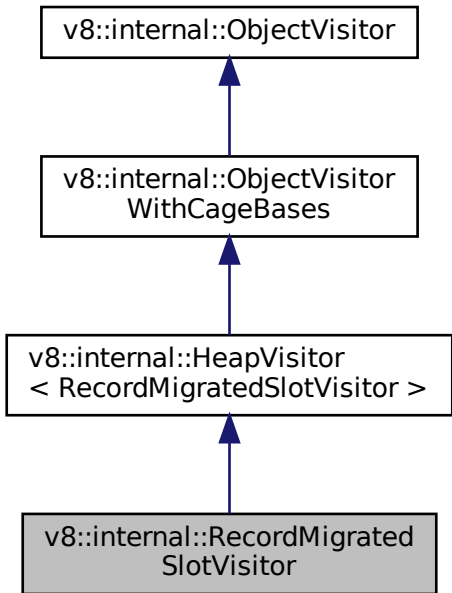 v8::internal::ObjectVisitor
v8::internal::ObjectVisitor
WithCageBases
v8::internal::HeapVisitor
< RecordMigratedSlotVisitor >
v8::internal::RecordMigrated
SlotVisitor